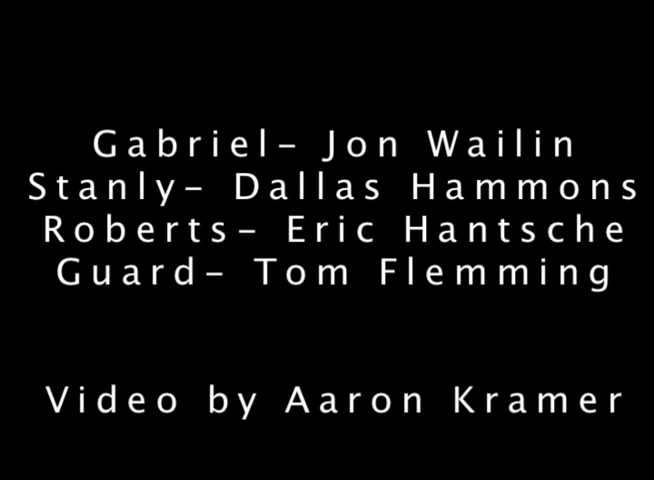 Gabriel- Jon Wailin
Stanly- Dallas Hammons
Roberts- Eric Hantsche
Guard- Tom Flemming
Video by Aaron Kramer